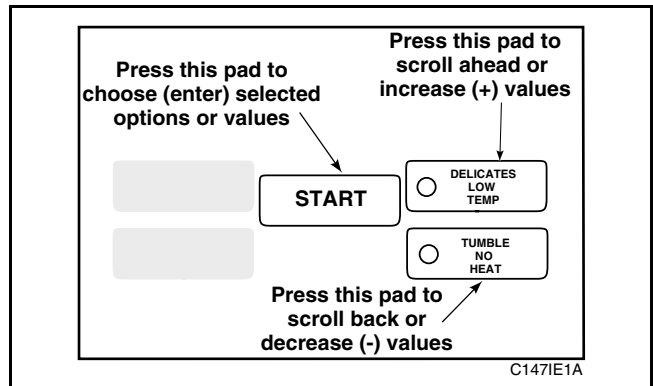 Press this pad to
choose (enter) selected
options or values
Press this pad to
scroll ahead or
increase (+) values
START
DELICATES
LOW
TEMP
TUMBLE
NO
HEAT
Press this pad to
scroll back or
decrease (-) values
C147IE1A